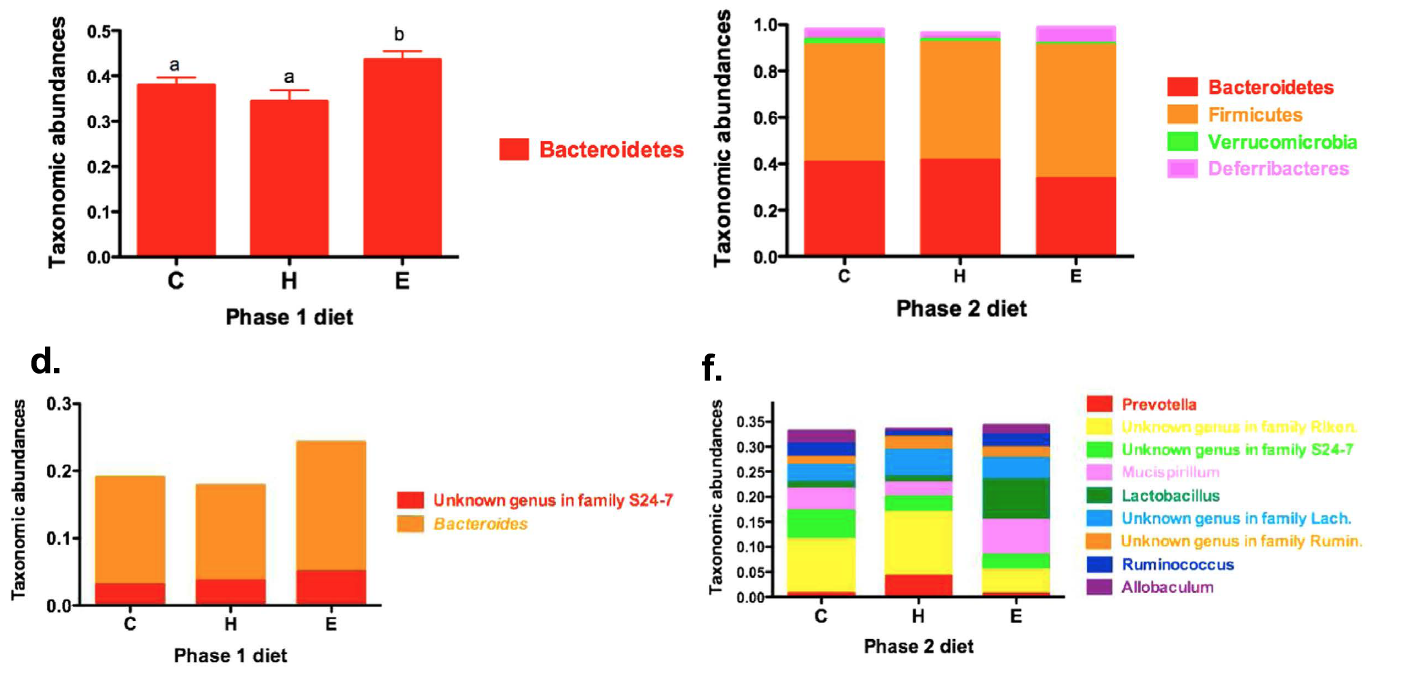 Taxonomic abundances
0.5
0.4
0.3
0.2
0.1
0.0
a
a
b
C
H
E
Phase 1 diet
Bacteroidetes
Taxonomic abundances
1.0
0.8
0.6
0.4
0.2
0.0
C
H
E
Phase 2 diet
Bacteroidetes
Firmicutes
Verrucomicrobia
Deferribacteres
d.
Taxonomic abundances
0.3
0.2
0.1
0.0
C
H
E
Phase 1 diet
Unknown genus in family S24-7
Bacteroides
f.
Taxonomic abundances
0.35
0.30
0.25
0.20
0.15
0.10
0.05
0.00
C
H
E
Phase 2 diet
Prevotella
Unknown genus in family Riken.
Unknown genus in family S24-7
Mucispirillum
Lactobacillus
Unknown genus in family Lach.
Unknown genus in family Rumin.
Ruminococcus
Allobaculum